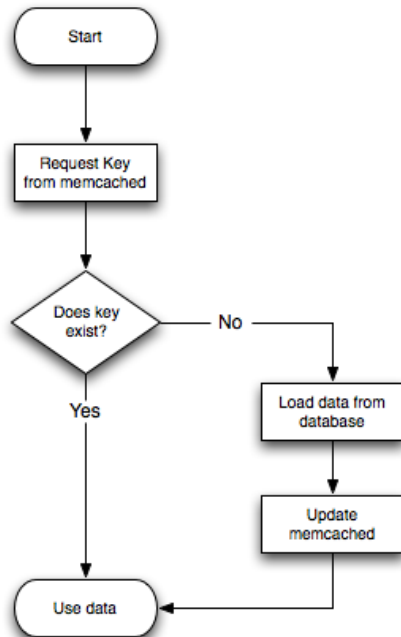 Start
Request Key
from memcached
Does key
exist?
No
Yes
Load data from
database
Update
memcached
Use data